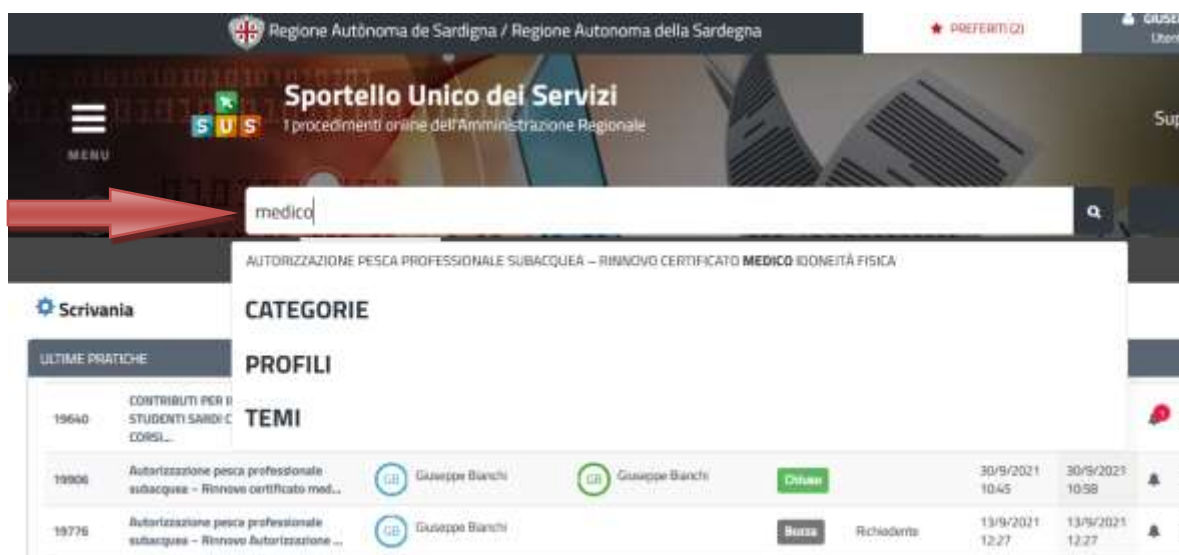 Regione Autònoma de Sardigna / Regione Autonoma della Sardegna
PREFERITI (2)
MENU
SUS
Sportello Unico dei Servizi
I procedimenti online dell'Amministrazione Regionale
medico
AUTORIZZAZIONE PESCA PROFESSIONALE SUBACQUEA – RINNOVO CERTIFICATO MEDICO IDONEITÀ FISICA
Scrivania
CATEGORIE
ULTIME PRATICHE
PROFILI
TEMI
19640
CONTRIBUTI PER
STUDENTI SARDI
CORSI...
19906
Autorizzazione pesca professionale
subacquea – Rinnovo certificato med...
GB Giuseppe Bianchi
GB Giuseppe Bianchi
Chiuso
30/9/2021
10:45
30/9/2021
10:58
19776
Autorizzazione pesca professionale
subacquea – Rinnovo Autorizzazione ...
GB Giuseppe Bianchi
Bozza
Richiedente
13/9/2021
12:27
13/9/2021
12:27